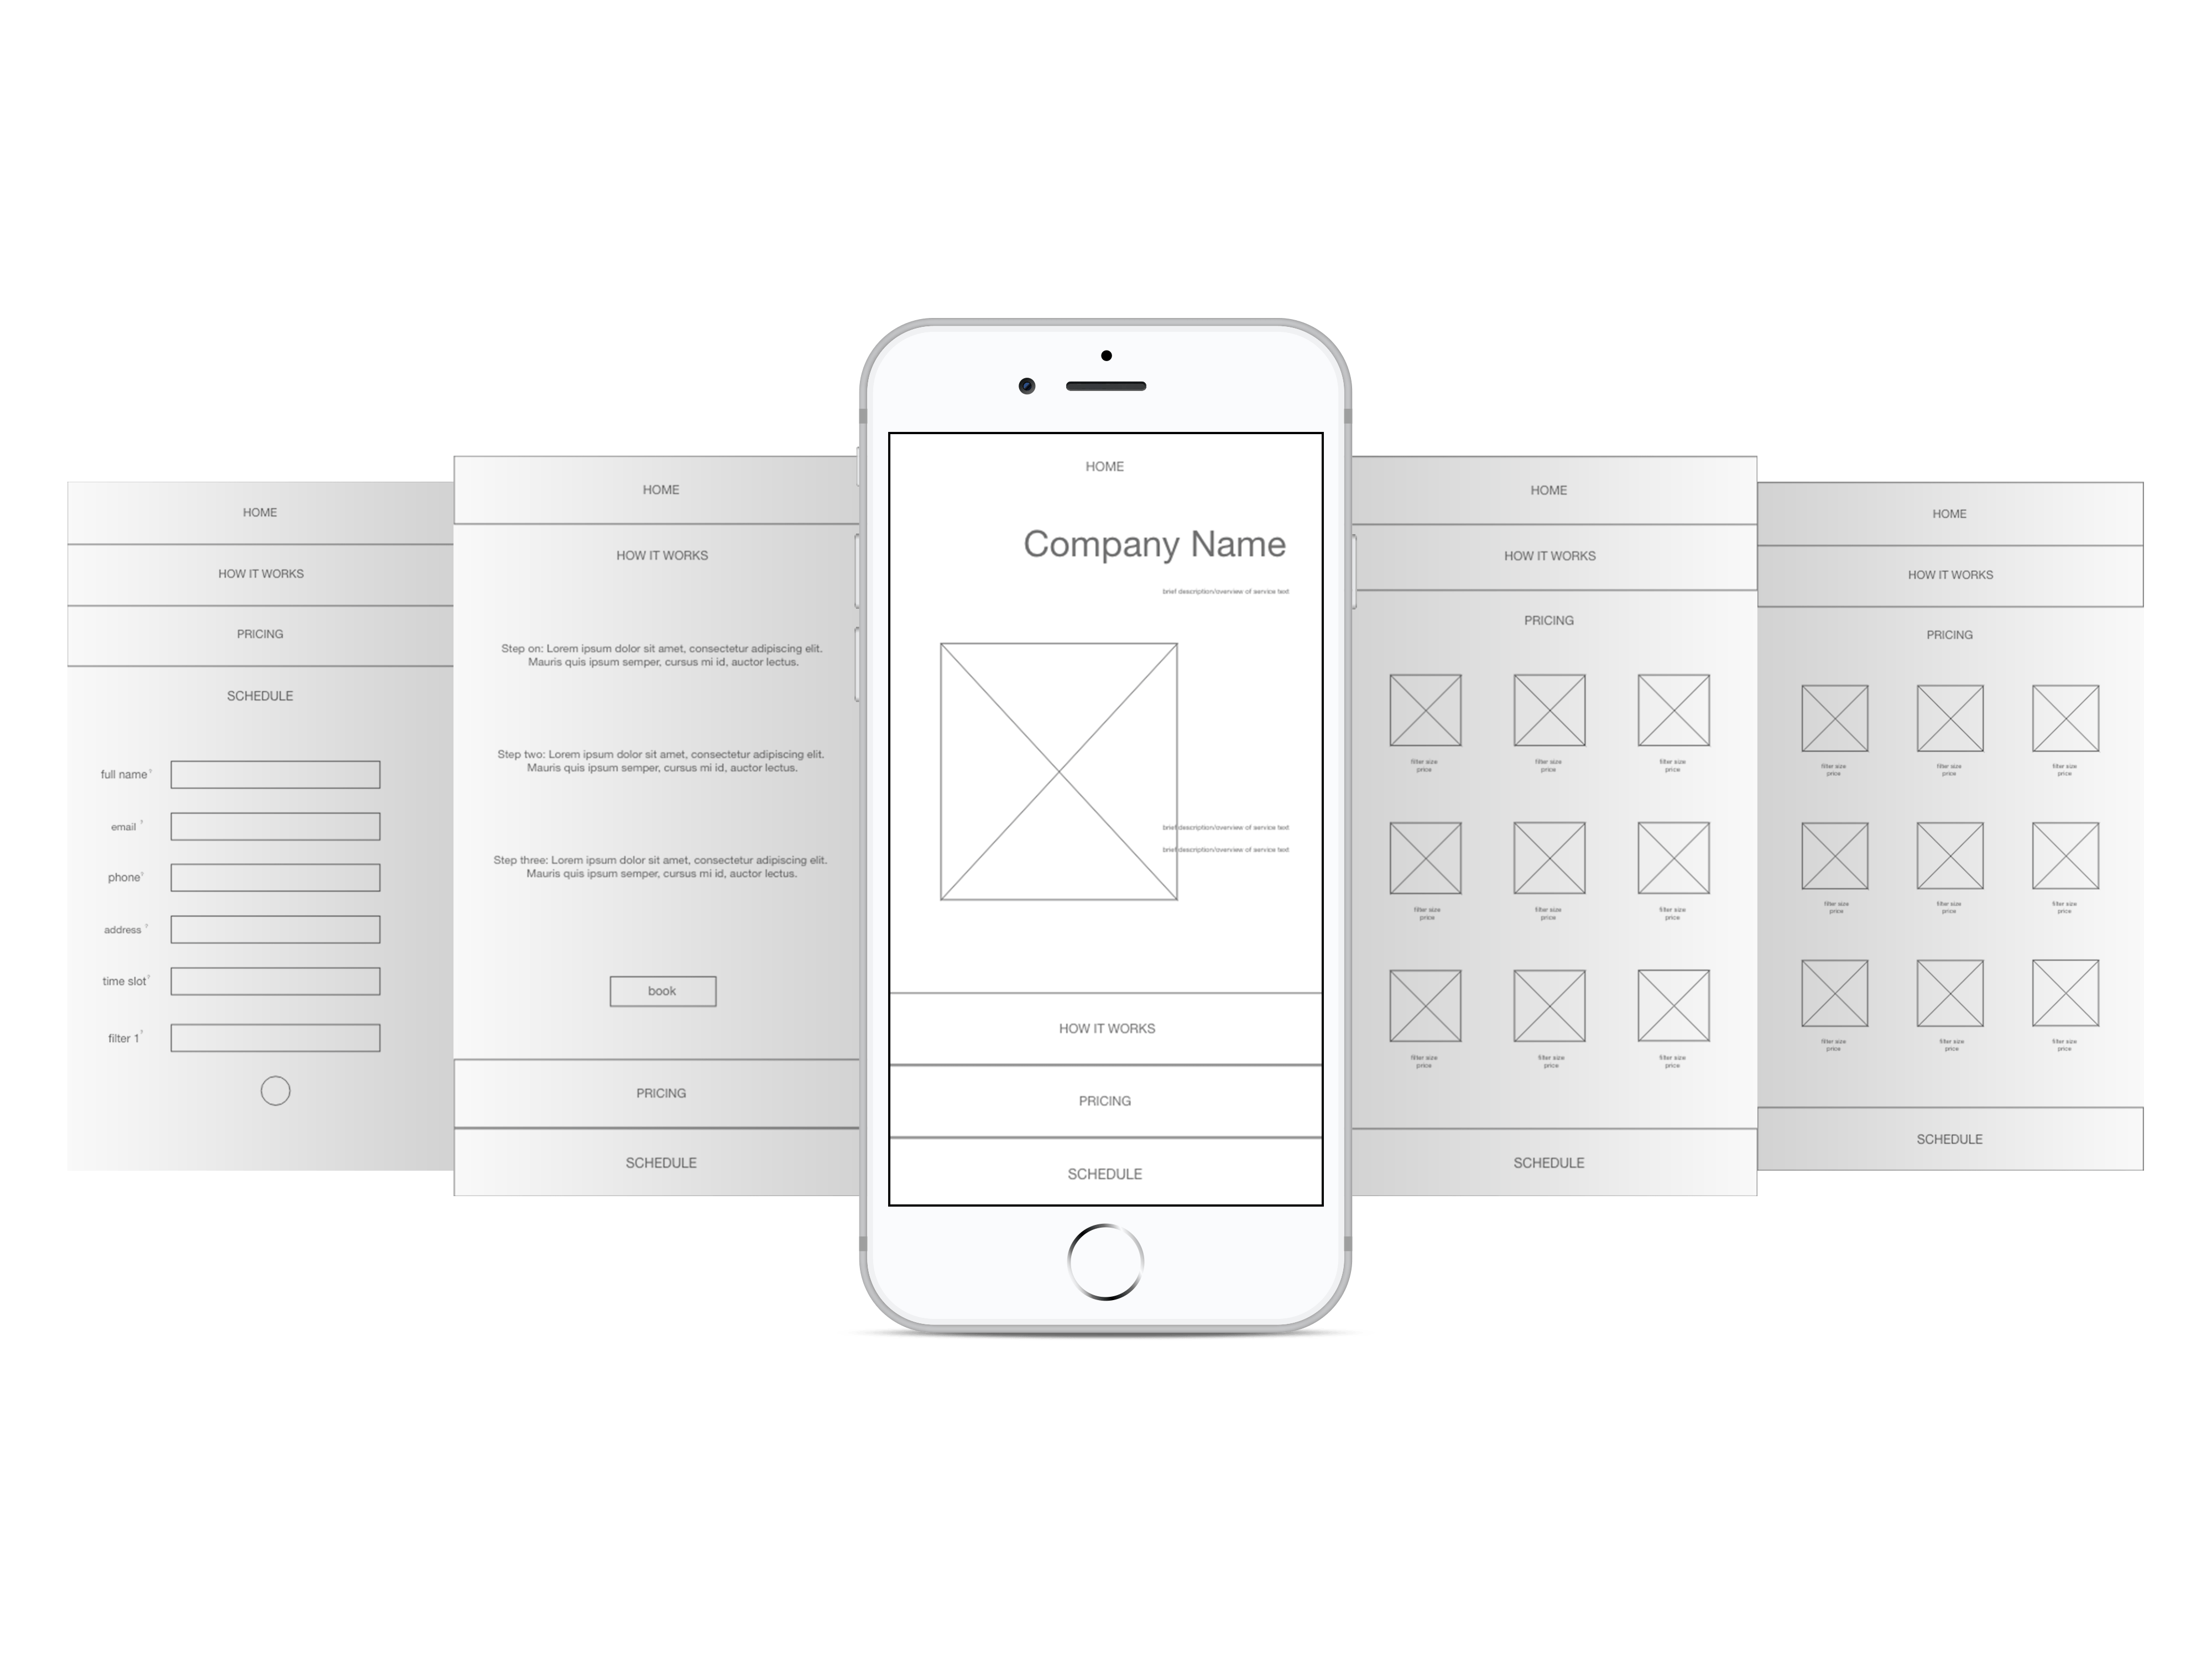 HOME
HOW IT WORKS
PRICING
SCHEDULE
full name?
email ?
phone?
address ?
time slot?
filter 1?
HOME
HOW IT WORKS
Step on: Lorem ipsum dolor sit amet, consectetur adipiscing elit.
Mauris quis ipsum semper, cursus mi id, auctor lectus.
Step two: Lorem ipsum dolor sit amet, consectetur adipiscing elit.
Mauris quis ipsum semper, cursus mi id, auctor lectus.
Step three: Lorem ipsum dolor sit amet, consectetur adipiscing elit.
Mauris quis ipsum semper, cursus mi id, auctor lectus.
book
PRICING
SCHEDULE
HOME
Company Name
brief description/overview of service text
brief description/overview of service text
brief description/overview of service text
HOW IT WORKS
PRICING
SCHEDULE
HOME
HOW IT WORKS
PRICING
filter size filter size filter size
price price price
filter size filter size filter size
price price price
filter size filter size filter size
price price price
SCHEDULE
HOME
HOW IT WORKS
PRICING
filter size filter size filter size
price price price
filter size filter size filter size
price price price
filter size filter size filter size
price price price
SCHEDULE